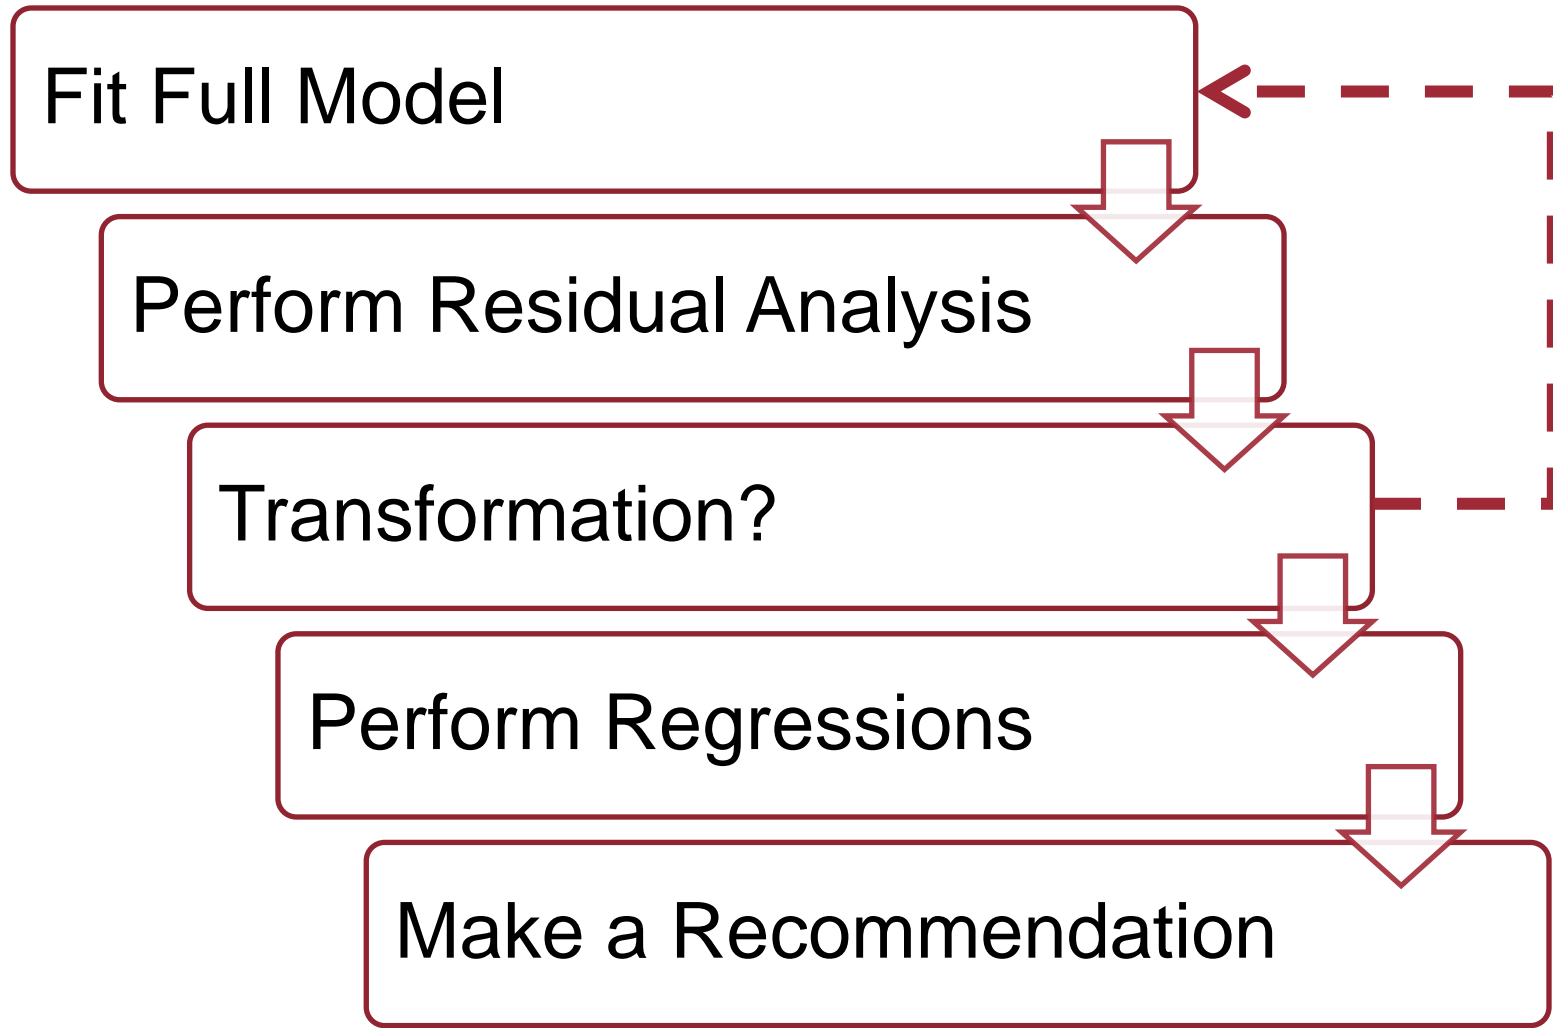 Fit Full Model
Perform Residual Analysis
Transformation?
Perform Regressions
Make a Recommendation